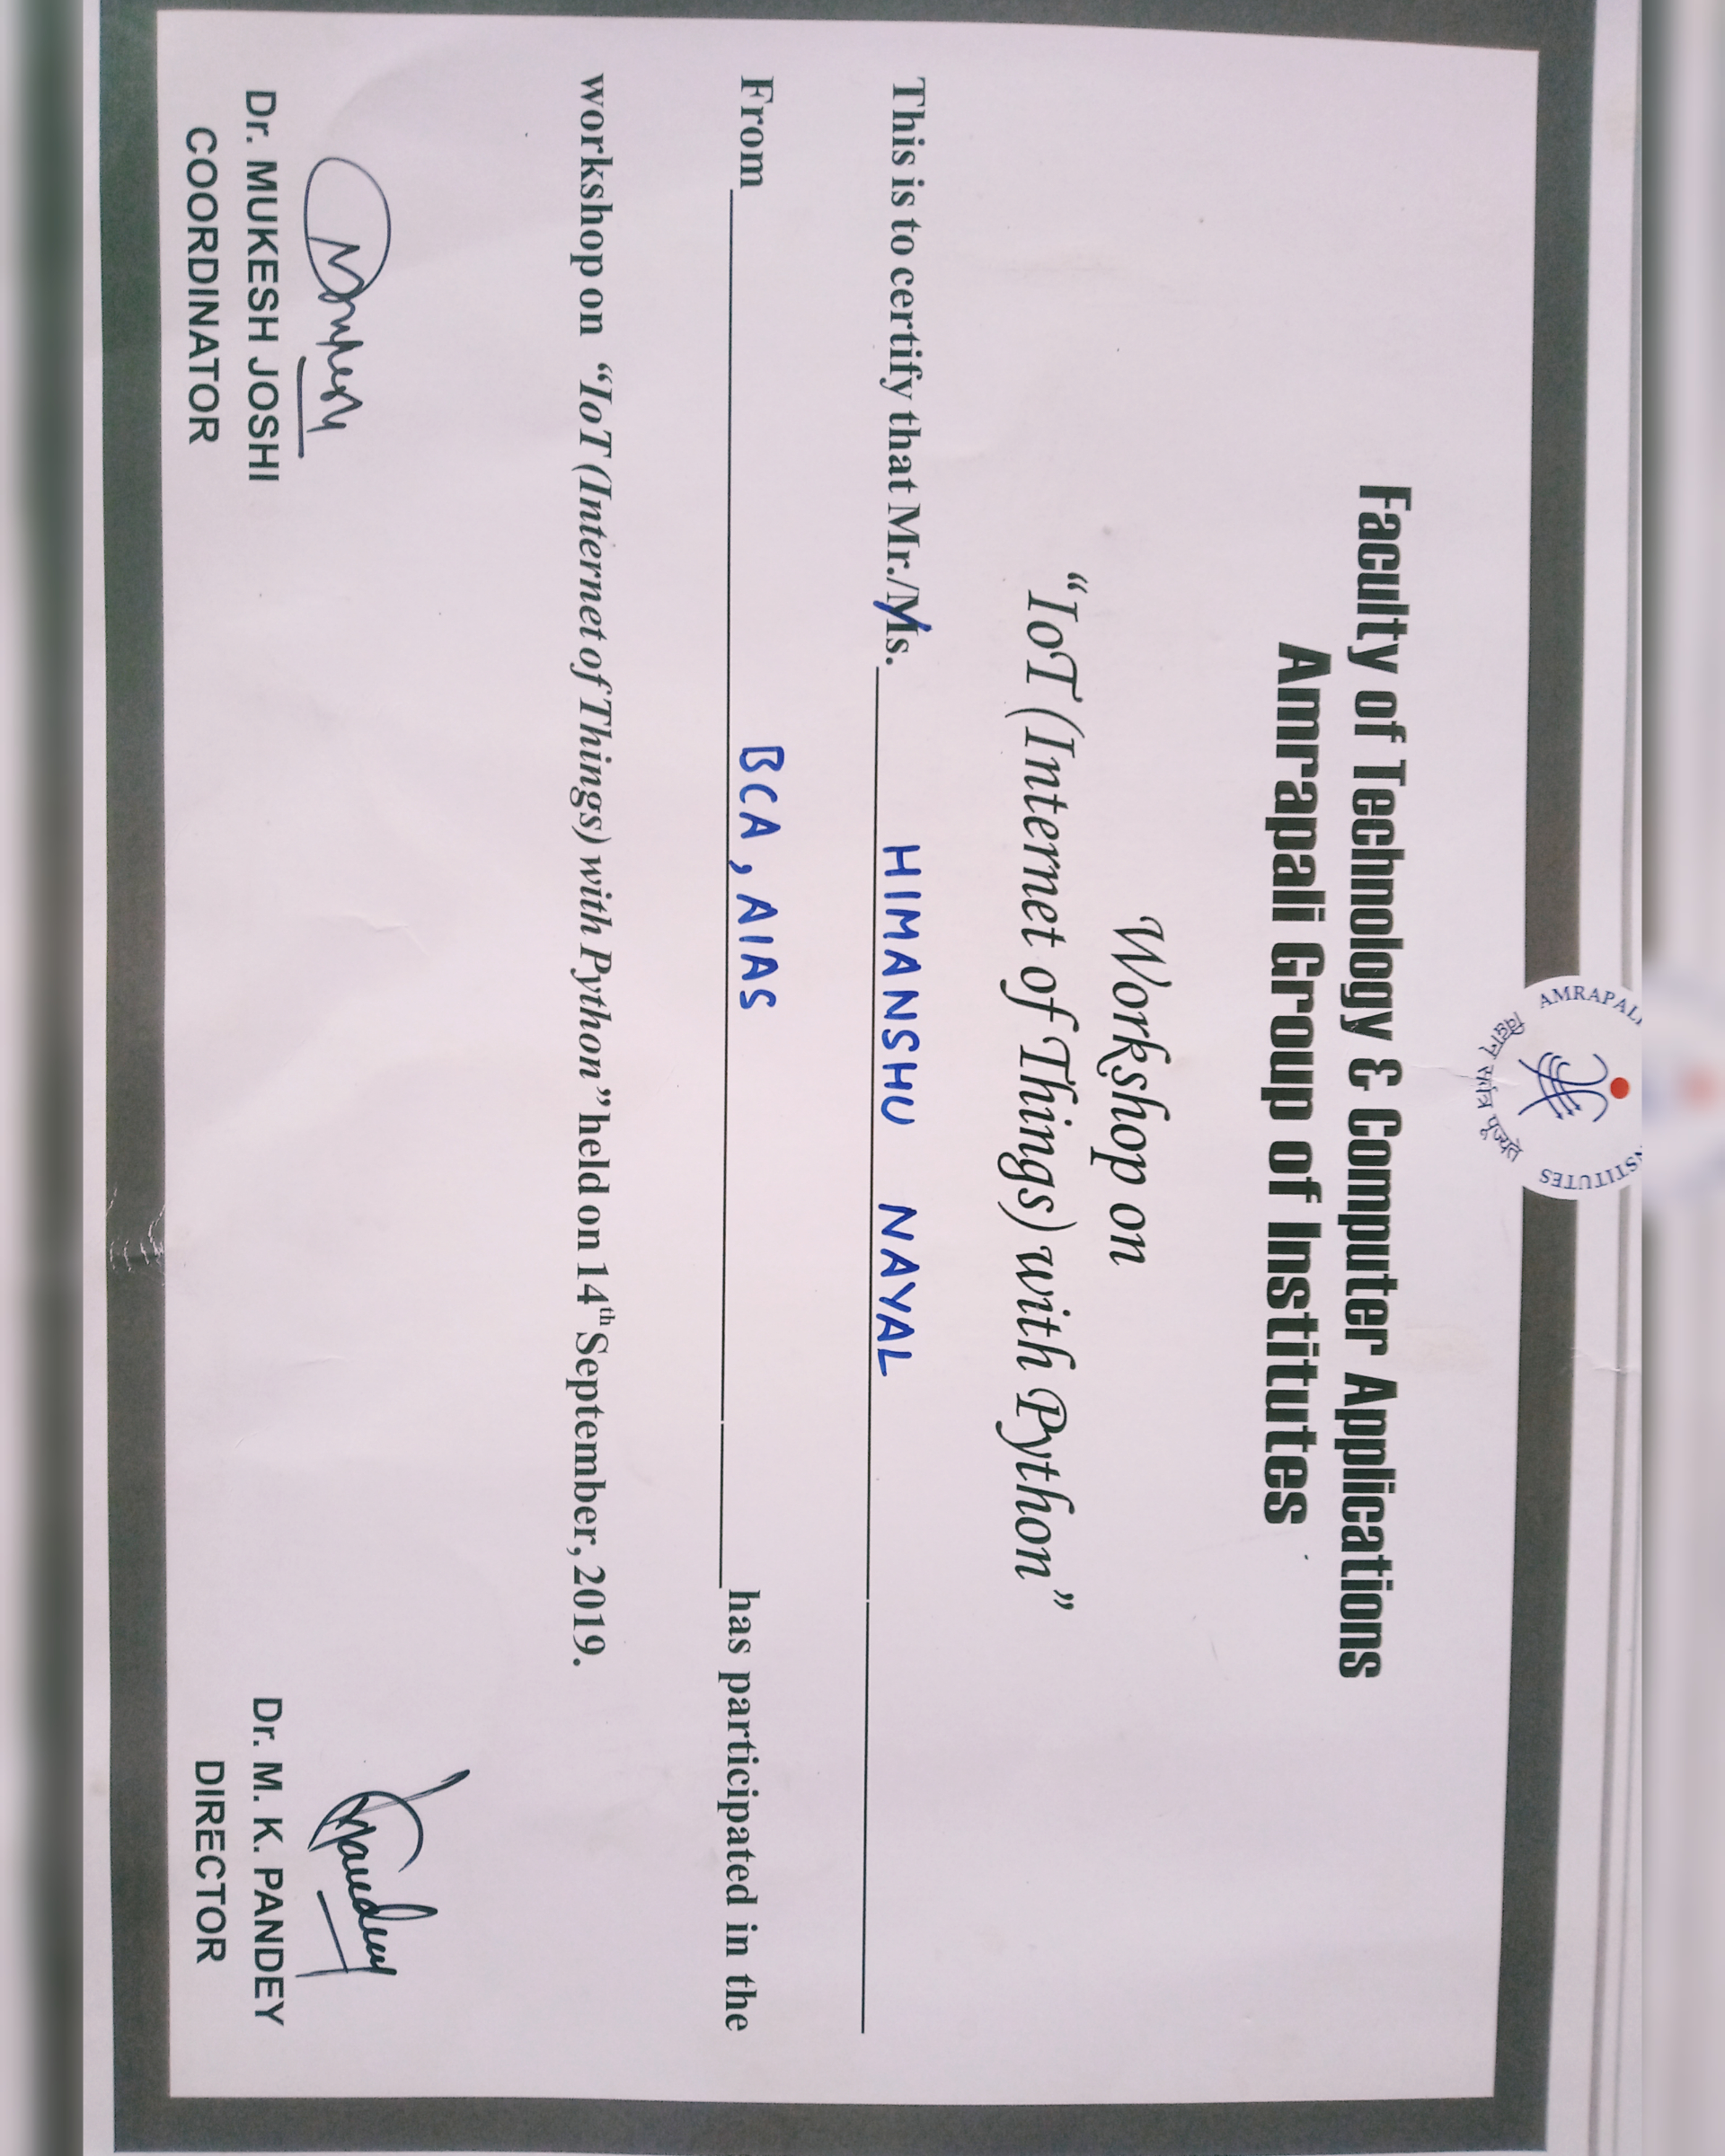 AMRAPALI
INSTITUTES
विद्वान् सर्वत्र पूज्यते
Faculty of Technology & Computer Applications
Amrapali Group of Institutes
Workshop on
“IoT (Internet of Things) with Python”
This is to certify that Mr./Ms. HIMANSHU NAYAL
From BCA, AIAS has participated in the
workshop on “IoT (Internet of Things) with Python” held on 14th September, 2019.
Mukesh
Pandey
Dr. MUKESH JOSHI
Dr. M. K. PANDEY
COORDINATOR
DIRECTOR